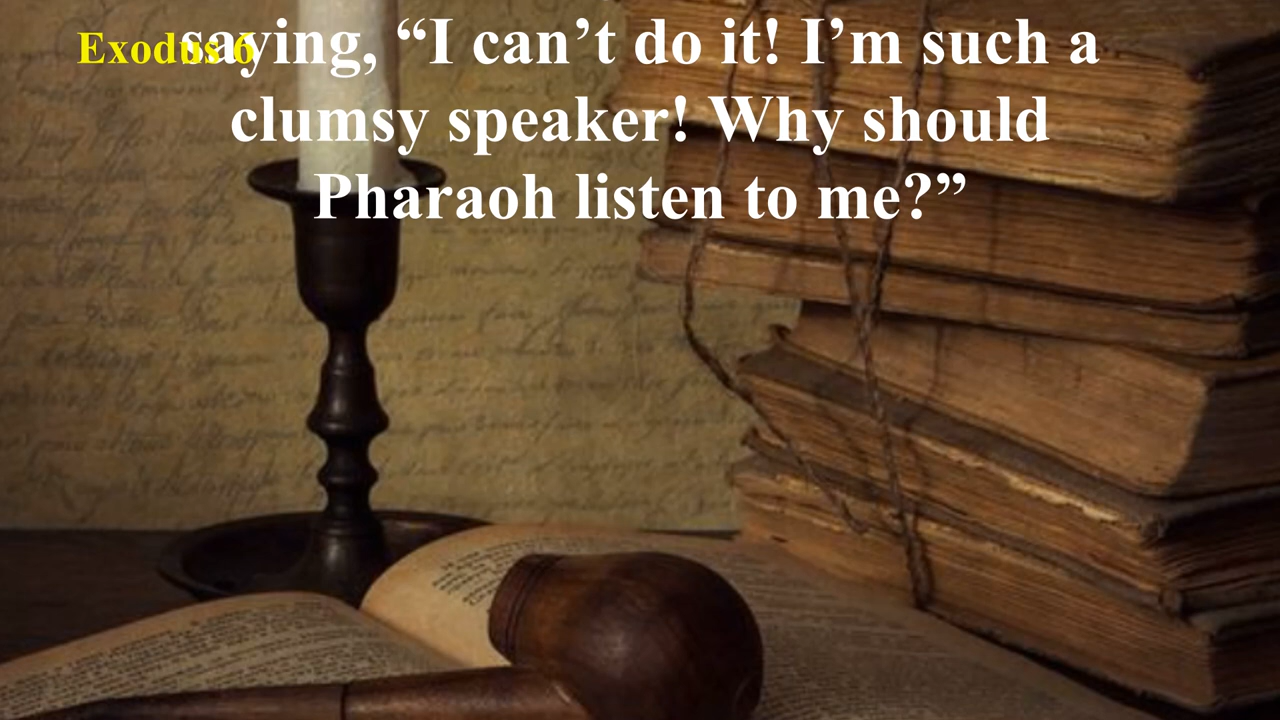 Exodus 6
saying, “I can’t do it! I’m such a
clumsy speaker! Why should
Pharaoh listen to me?”